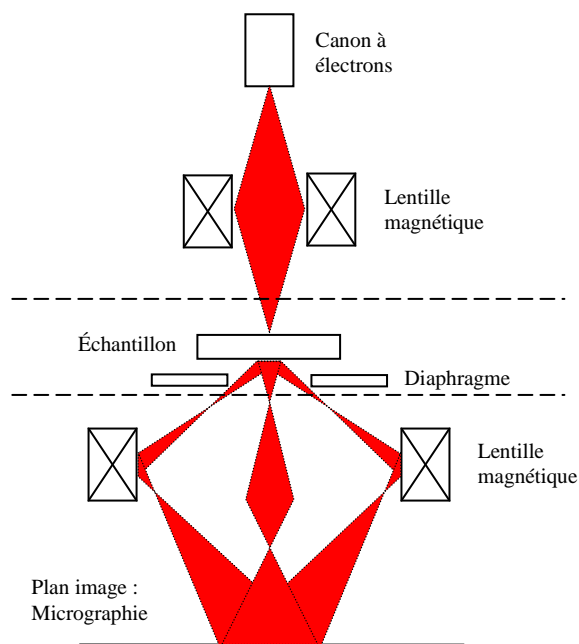 Canon à
électrons
Lentille
magnétique
Échantillon
Diaphragme
Lentille
magnétique
Plan image :
Micrographie